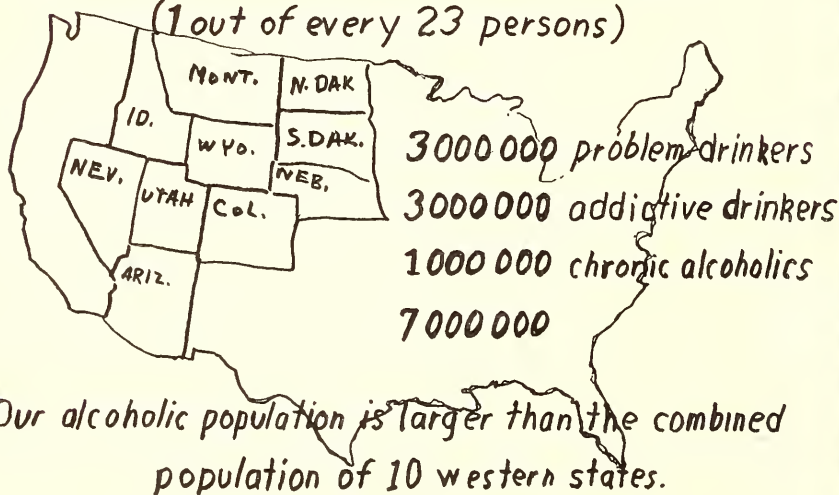 (1 out of every 23 persons)
MONT.
N. DAK
ID.
WYO.
S. DAK.
3000 000 problem drinkers
NEV.
UTAH
COL.
NEB.
3000000 addictive drinkers
ARIZ.
1000 000 chronic alcoholics
7000000
Our alcoholic population is larger than the combined
population of 10 western states.